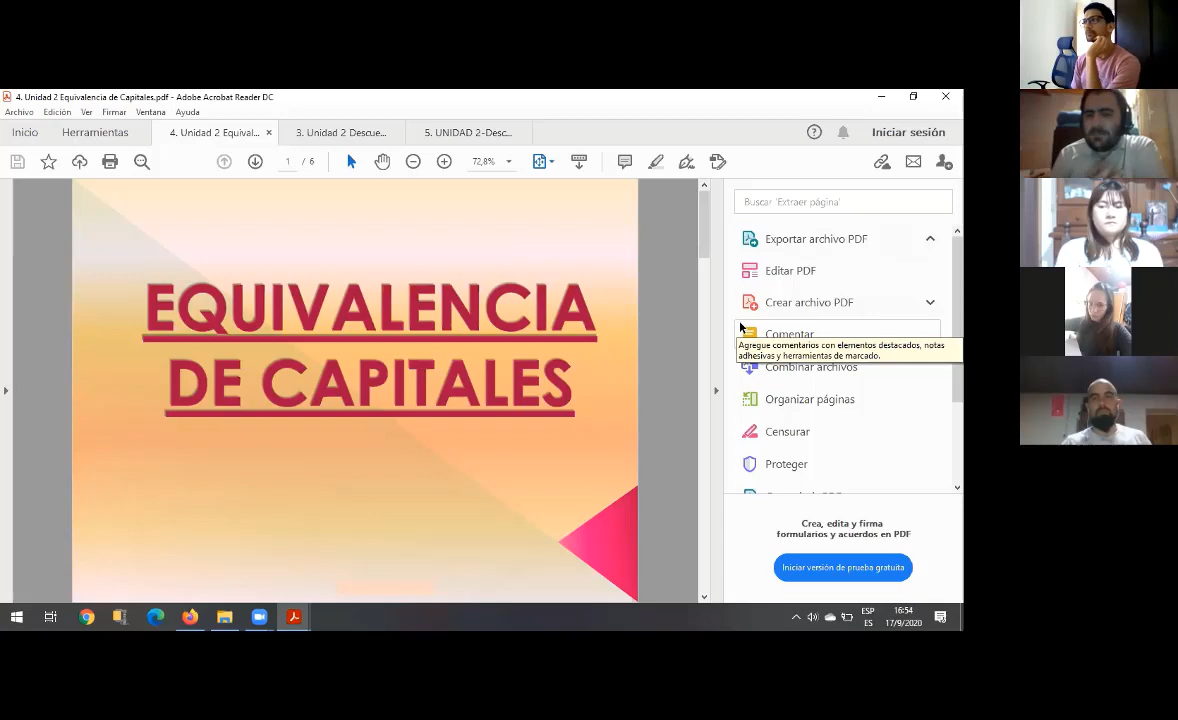 4. Unidad 2 Equivalencia de Capitales.pdf - Adobe Acrobat Reader DC
Archivo Edición Ver Firmar Ventana Ayuda
Inicio Herramientas 4. Unidad 2 Equival... × 3. Unidad 2 Descue... 5. UNIDAD 2-Desc... Iniciar sesión
1 / 6 72,8%
Buscar 'Extraer página'
Exportar archivo PDF
Editar PDF
Crear archivo PDF
Comentar
Agregue comentarios con elementos destacados, notas
adhesivas y herramientas de marcado.
Combinar archivos
Organizar páginas
Censurar
Proteger
EQUIVALENCIA
DE CAPITALES
Crea, edita y firma
formularios y acuerdos en PDF
Iniciar versión de prueba gratuita
ESP 16:54
ES 17/9/2020